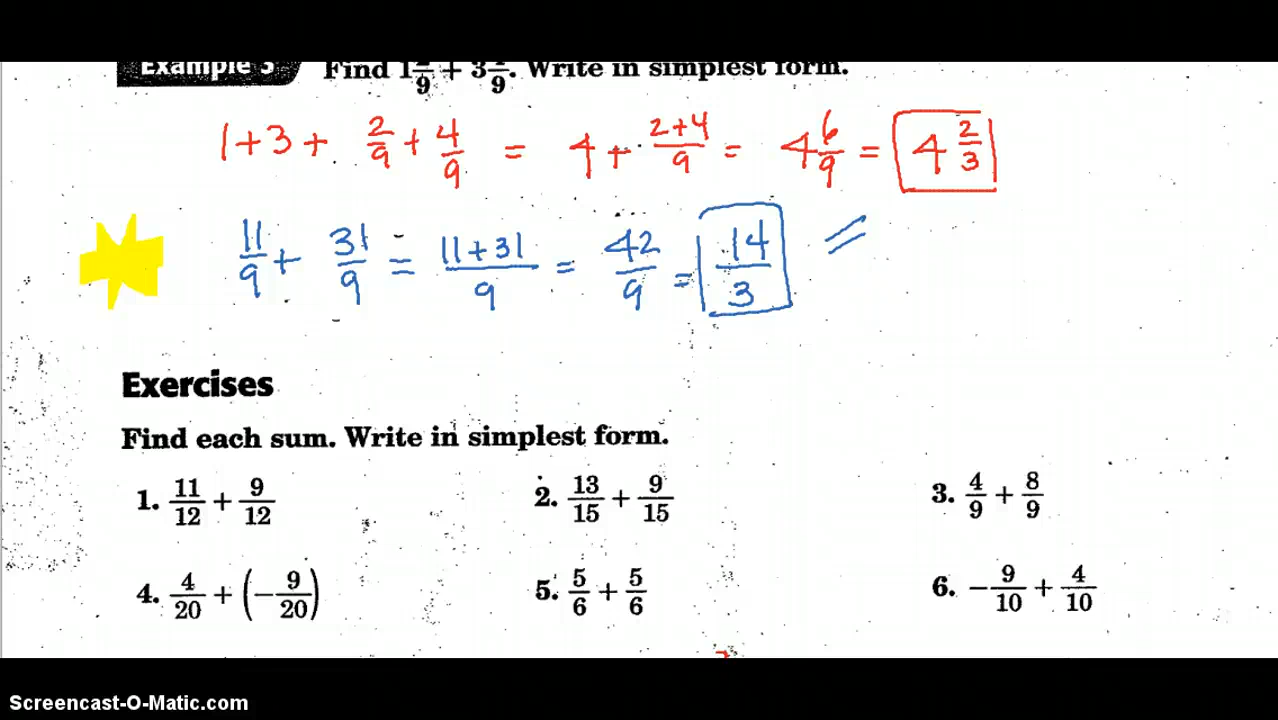 Example 3 Find 1 /9 + 3 /9. Write in simplest form.
1+3+ 2/9 + 4/9 = 4+ 2+4/9 = 4 6/9 = 4 2/3
11/9 + 31/9 = 11+31/9 = 42/9 = 14/3 =
Exercises
Find each sum. Write in simplest form.
1. 11/12 + 9/12 2. 13/15 + 9/15 3. 4/9 + 8/9
4. 4/20 + (−9/20) 5. 5/6 + 5/6 6. −9/10 + 4/10
Screencast-O-Matic.com